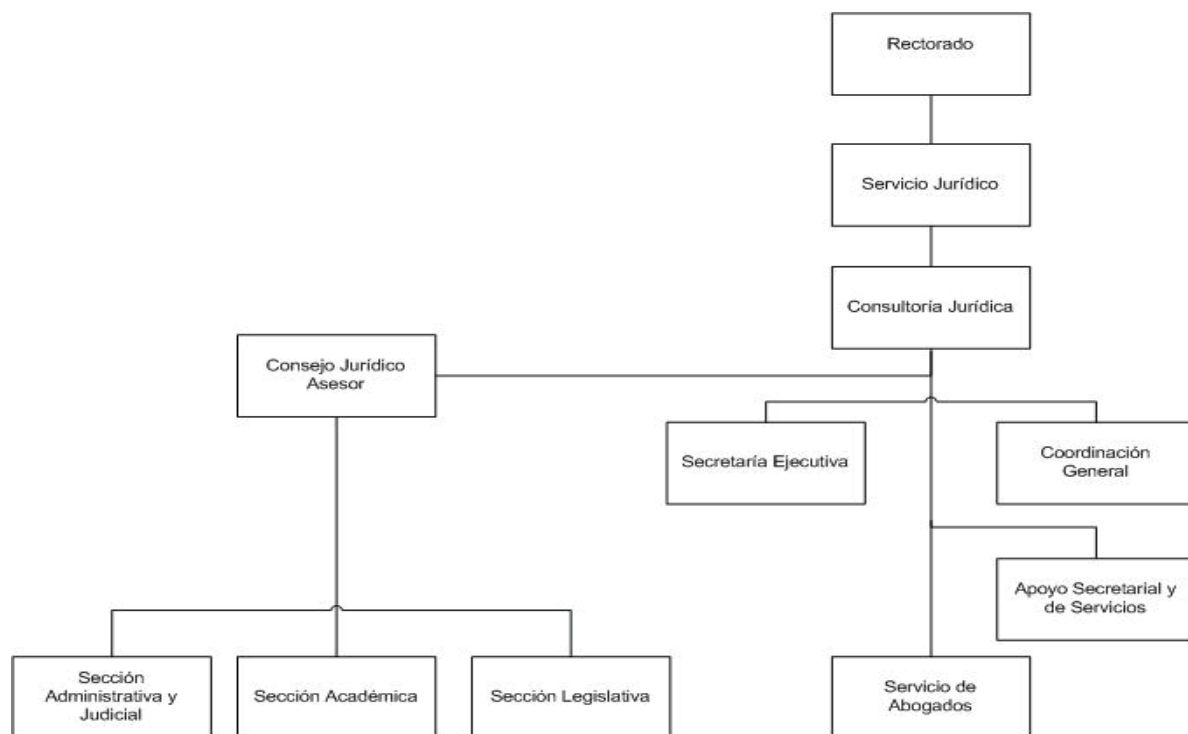 Rectorado
Servicio Jurídico
Consultoría Jurídica
Consejo Jurídico
Asesor
Secretaría Ejecutiva
Coordinación
General
Apoyo Secretarial y
de Servicios
Sección
Administrativa y
Judicial
Sección Académica
Sección Legislativa
Servicio de
Abogados